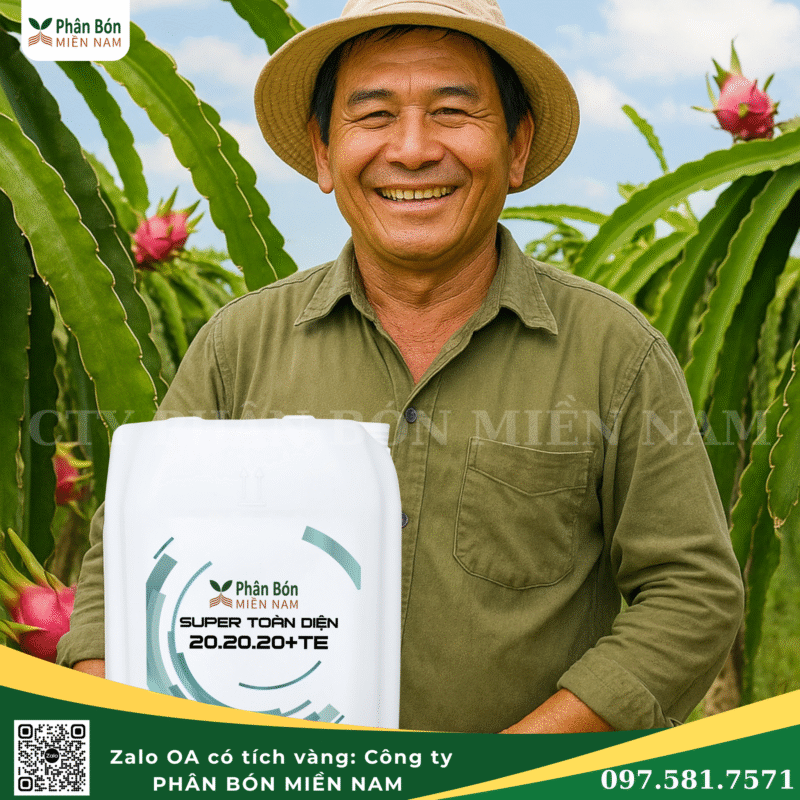 Phân Bón
MIỀN NAM
CTY PHÂN BÓN MIỀN NAM
Phân Bón
MIỀN NAM
SUPER TOÀN DIỆN
20.20.20+TE
Zalo
Zalo OA có tích vàng: Công ty
PHÂN BÓN MIỀN NAM
097.581.7571